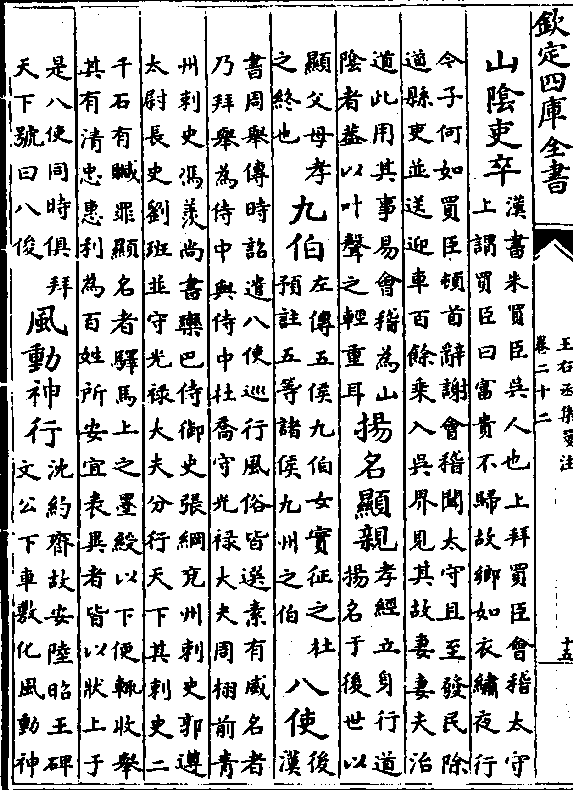 欽定四庫全書
王右丞集箋注
卷二十二
十五
山陰吏卒
漢書朱買臣吳人也上拜買臣會稽太守
上謂買臣曰富貴不歸故鄉如衣繡夜行
令子何如買臣頓首辭謝會稽聞太守且至發民除
道縣吏並送迎車百餘乘入吳界見其故妻妻夫治
道此用其事易會稽為山
陰者蓋以叶聲之輕重耳
揚名顯親
孝經立身行道
揚名于後世以
顯父母孝
之終也
九伯
左傳五侯九伯女實征之杜
預註五等諸侯九州之伯
八使
後
漢
書周舉傳時詔遣八使巡行風俗皆選素有威名者
乃拜舉為侍中與侍中杜喬守光祿大夫周栩前青
州刺史馮羨尚書欒巴侍御史張綱兗州刺史郭遵
太尉長史劉班並守光祿大夫分行天下其刺史二
千石有贓罪顯名者驛馬上之墨綬以下便輒收舉
其有清忠惠利為百姓所安宜表異者皆以狀上于
是八使同時俱拜
天下號曰八俊
風動神行
沈約齊故安陸昭王碑
文公下車敷化風動神